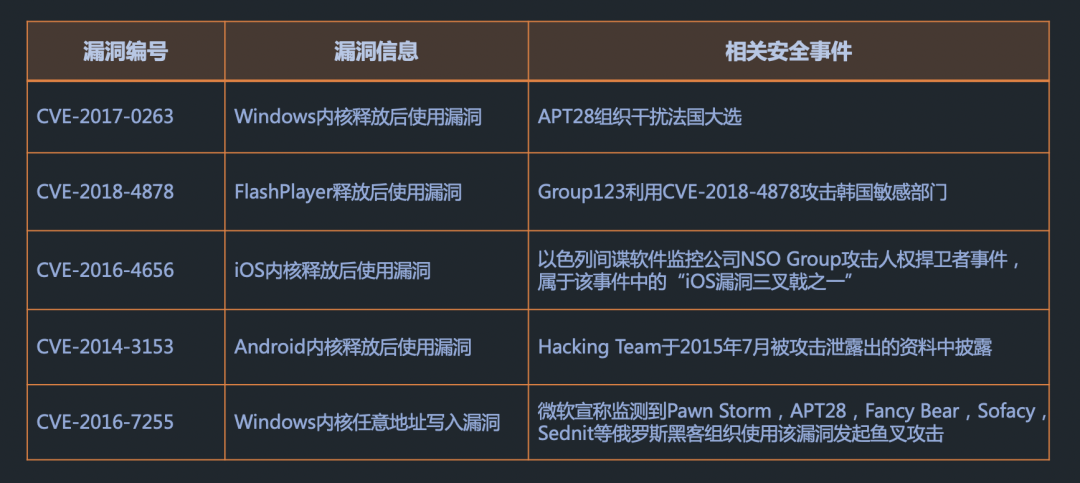 漏洞编号 漏洞信息 相关安全事件
CVE-2017-0263 Windows内核释放后使用漏洞 APT28组织干扰法国大选
CVE-2018-4878 FlashPlayer释放后使用漏洞 Group123利用CVE-2018-4878攻击韩国敏感部门
CVE-2016-4656 iOS内核释放后使用漏洞 以色列间谍软件监控公司NSO Group攻击人权捍卫者事件，
属于该事件中的“iOS漏洞三叉戟之一”
CVE-2014-3153 Android内核释放后使用漏洞 Hacking Team于2015年7月被攻击泄露出的资料中披露
CVE-2016-7255 Windows内核任意地址写入漏洞 微软宣称监测到Pawn Storm，APT28，Fancy Bear，Sofacy，
Sednit等俄罗斯黑客组织使用该漏洞发起鱼叉攻击